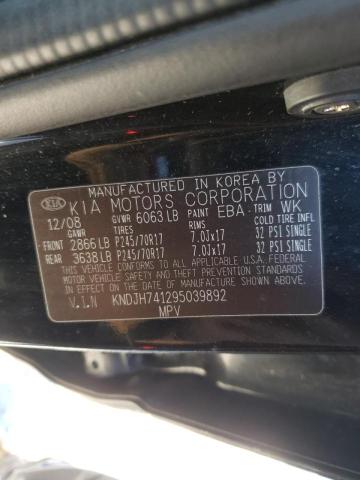 MANUFACTURED IN KOREA BY
KIA KIA MOTORS CORPORATION
12/08 GVWR 6063 LB PAINT EBA TRIM WK
GAWR TIRES RIMS COLD TIRE INFL
FRONT 2866 LB P245/70R17 7.0Jx17 32 PSI SINGLE
REAR 3638 LB P245/70R17 7.0Jx17 32 PSI SINGLE
THIS VEHICLE CONFORMS TO ALL APPLICABLE U.S.A. FEDERAL
MOTOR VEHICLE SAFETY AND THEFT PREVENTION STANDARDS IN
EFFECT ON THE DATE OF MANUFACTURE SHOWN ABOVE.
V.I.N KNDJH741295039892
MPV